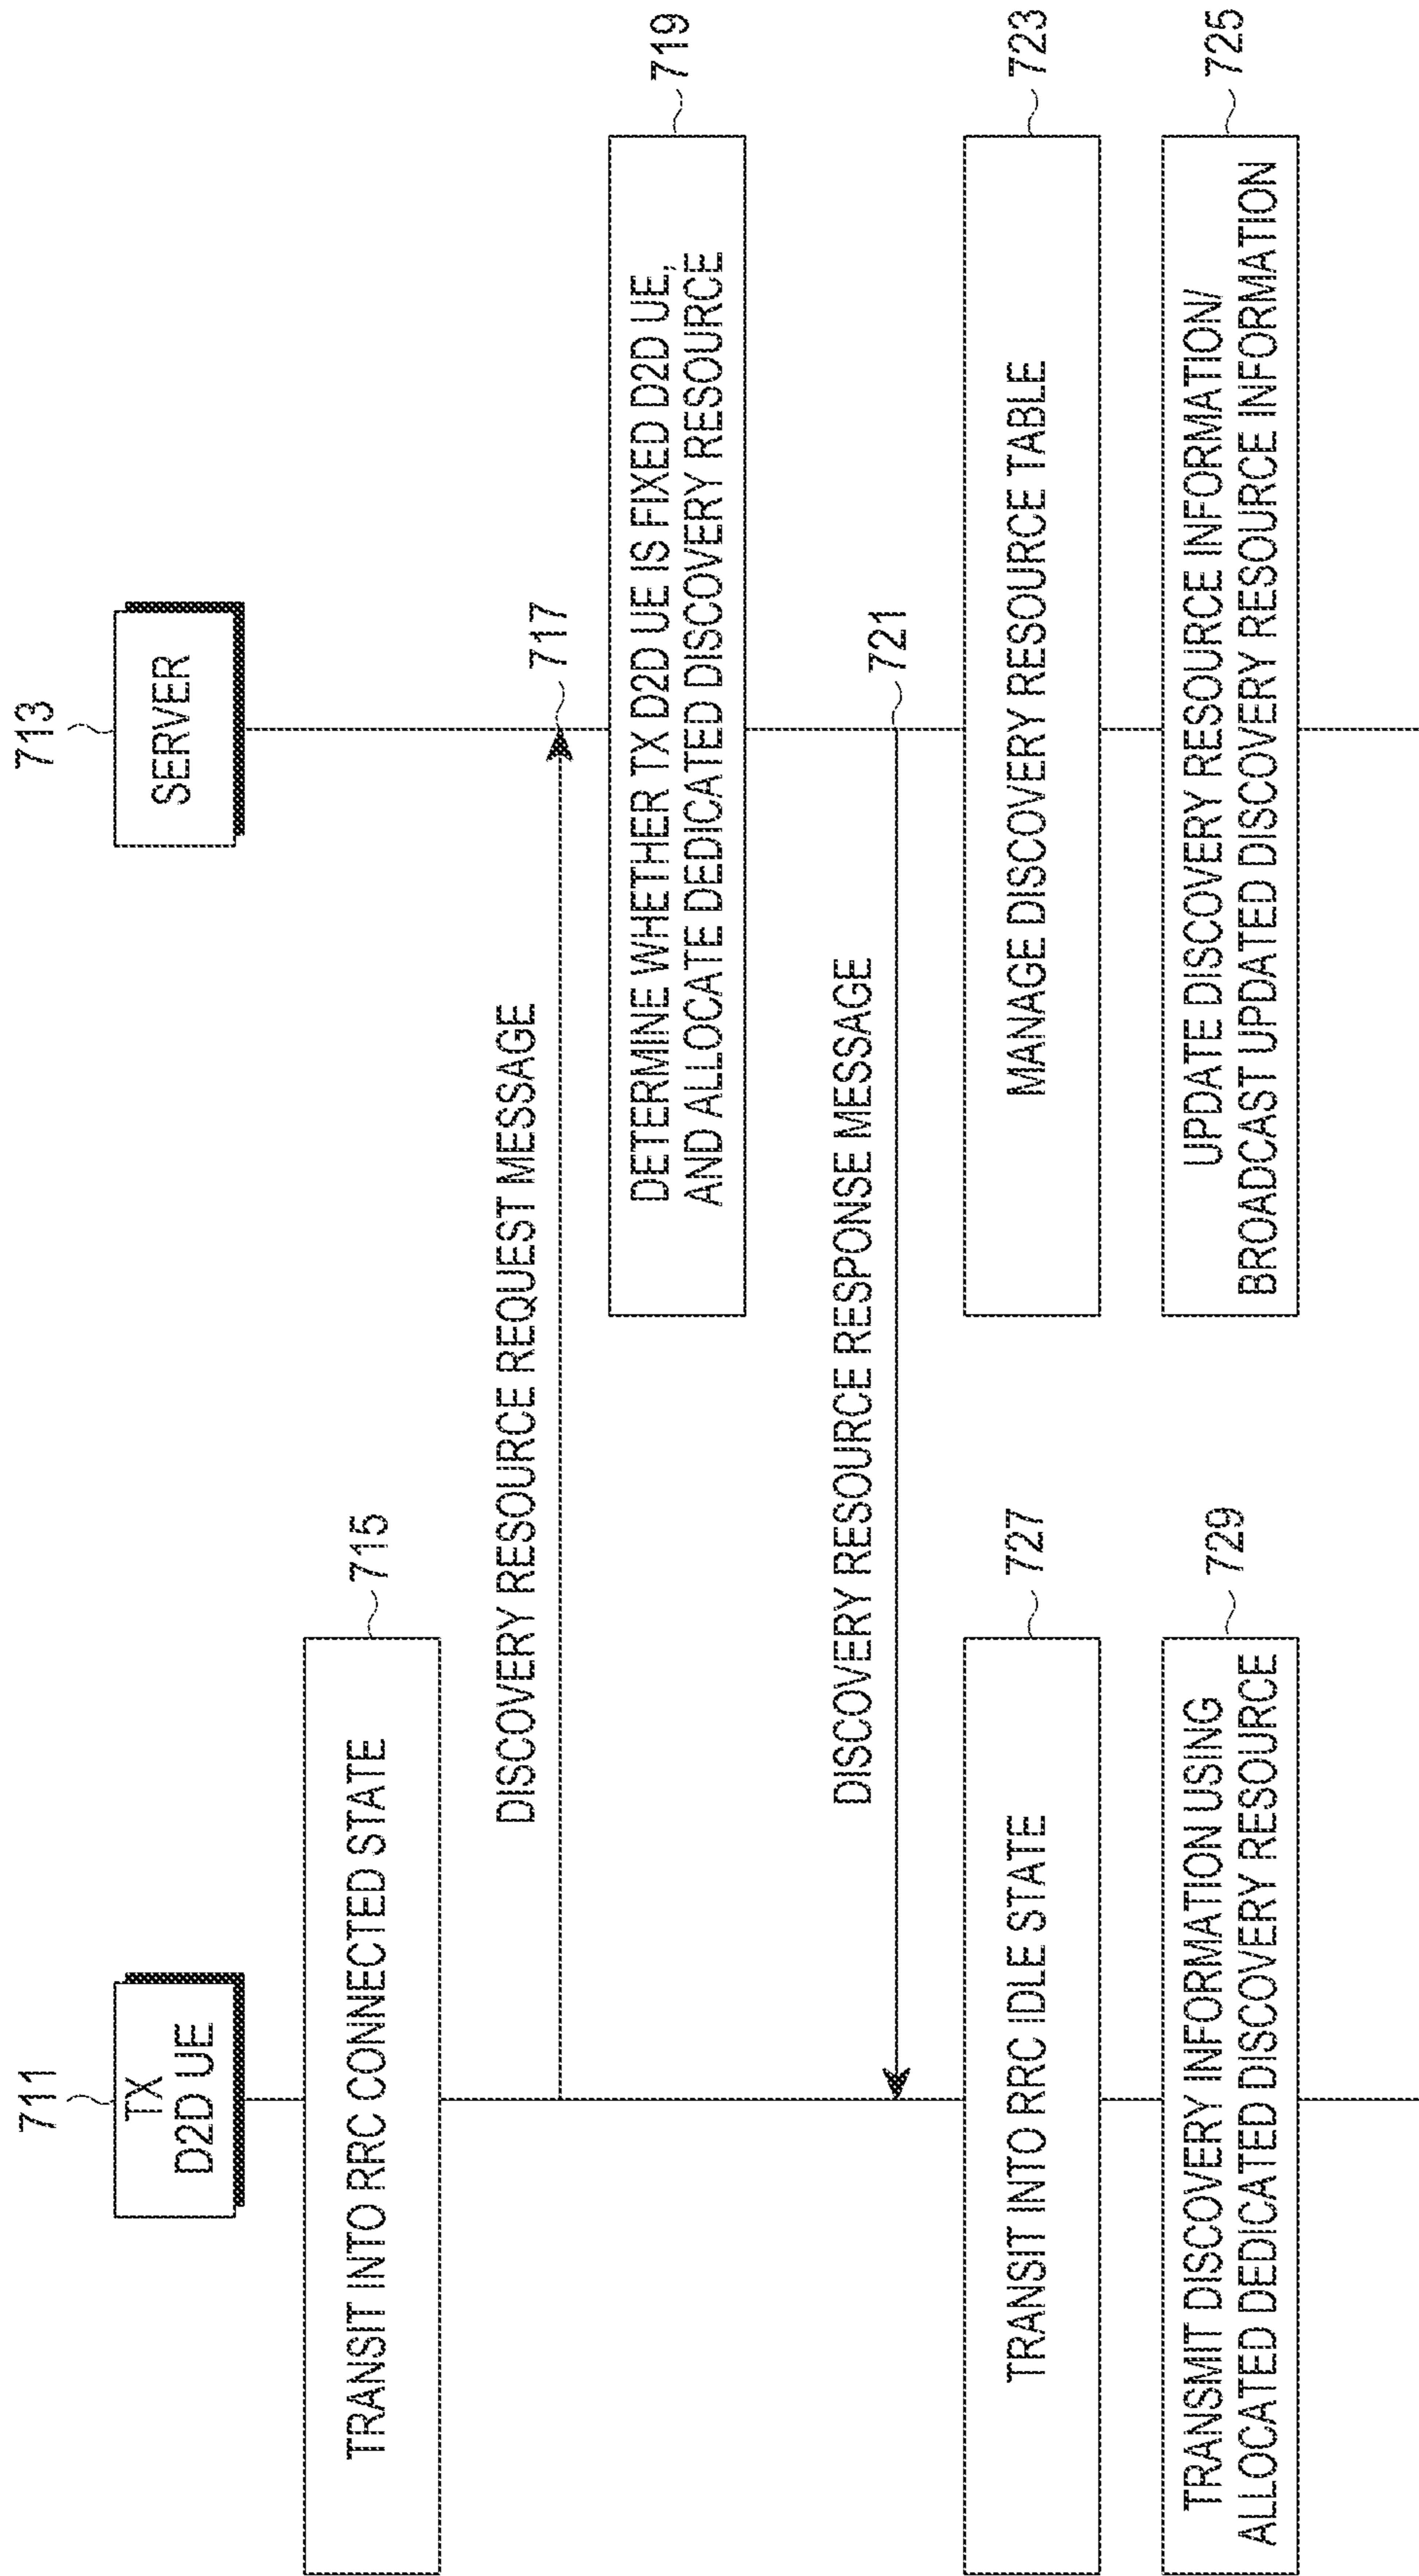 711
TX
D2D UE
713
SERVER
TRANSIT INTO RRC CONNECTED STATE
715
DISCOVERY RESOURCE REQUEST MESSAGE
717
DETERMINE WHETHER TX D2D UE IS FIXED D2D UE,
AND ALLOCATE DEDICATED DISCOVERY RESOURCE
719
DISCOVERY RESOURCE RESPONSE MESSAGE
721
TRANSIT INTO RRC IDLE STATE
727
MANAGE DISCOVERY RESOURCE TABLE
723
TRANSMIT DISCOVERY INFORMATION USING
ALLOCATED DEDICATED DISCOVERY RESOURCE
729
UPDATE DISCOVERY RESOURCE INFORMATION/
BROADCAST UPDATED DISCOVERY RESOURCE INFORMATION
725